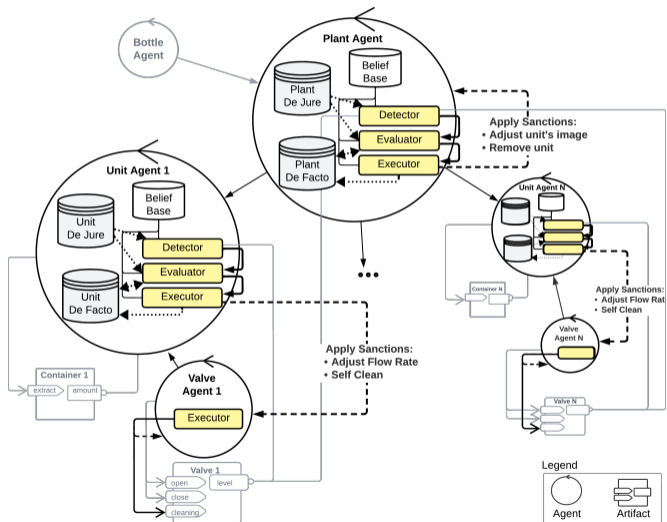 Bottle
Agent
Plant Agent
Plant
De Jure
Belief
Base
Detector
Evaluator
Executor
Plant
De Facto
Apply Sanctions:
• Adjust unit's image
• Remove unit
Unit Agent 1
Unit
De Jure
Belief
Base
Detector
Evaluator
Executor
Unit
De Facto
Unit Agent N
Container N
Apply Sanctions:
• Adjust Flow Rat
• Self Clean
Valve
Agent N
Valve N
Apply Sanctions:
• Adjust Flow Rate
• Self Clean
Container 1
extract
amount
Valve
Agent 1
Executor
Valve 1
open
level
close
cleaning
Legend
Agent
Artifact